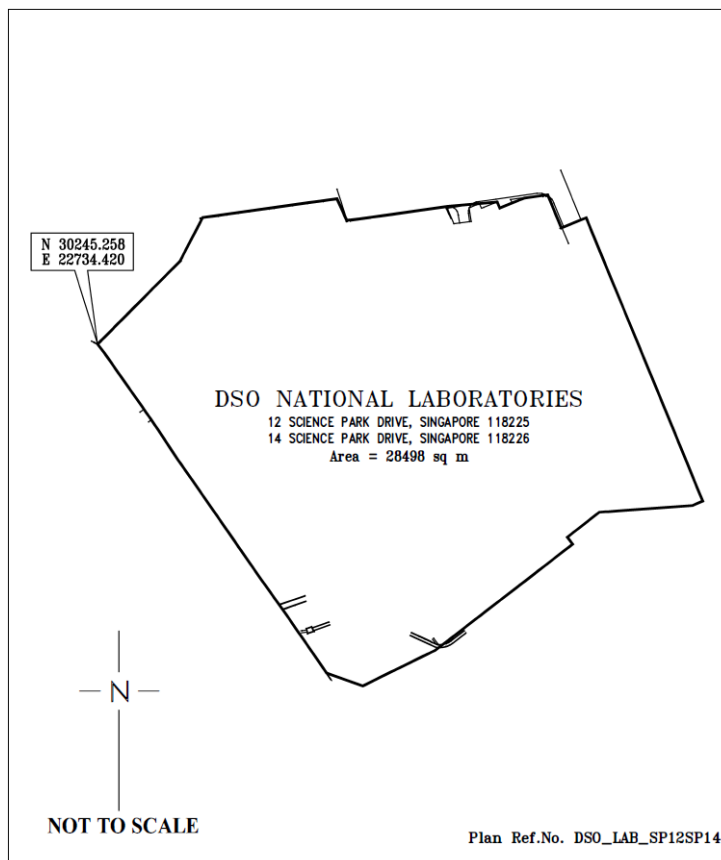 N 30245.258
E 22734.420
DSO NATIONAL LABORATORIES
12 SCIENCE PARK DRIVE, SINGAPORE 118225
14 SCIENCE PARK DRIVE, SINGAPORE 118226
Area = 28498 sq m
N
NOT TO SCALE
Plan Ref.No. DSO_LAB_SP12SP14